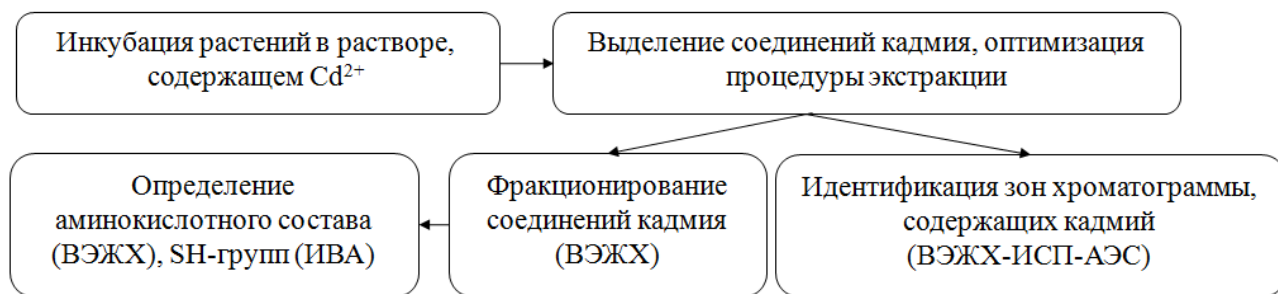 Инкубация растений в растворе,
содержащем Cd²⁺
Выделение соединений кадмия, оптимизация
процедуры экстракции
Определение
аминокислотного состава
(ВЭЖХ), SH-групп (ИВА)
Фракционирование
соединений кадмия
(ВЭЖХ)
Идентификация зон хроматограммы,
содержащих кадмий
(ВЭЖХ-ИСП-АЭС)